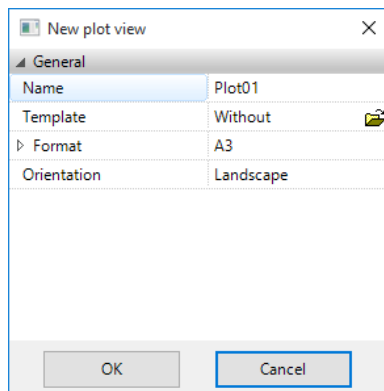 New plot view
General
Name Plot01
Template Without
Format A3
Orientation Landscape
OK Cancel